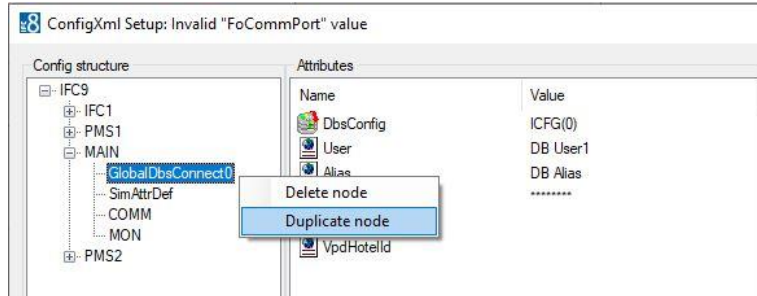 ConfigXml Setup: Invalid "FoCommPort" value
Config structure
IFC9
IFC1
PMS1
MAIN
GlobalDbsConnect0
SimAttrDef
COMM
MON
PMS2
Attributes
Name Value
DbsConfig ICFG(0)
User DB User1
Alias DB Alias
********
VpdHotelId
Delete node
Duplicate node